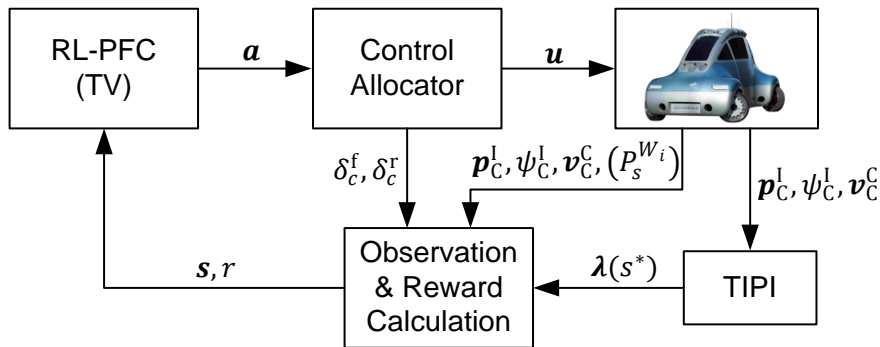 RL-PFC
(TV)
𝒂
Control
Allocator
𝒖
δ_c^f, δ_c^r
𝒑_C^I, ψ_C^I, 𝒗_C^C, (P_s^{W_i})
𝒑_C^I, ψ_C^I, 𝒗_C^C
𝒔, r
Observation
& Reward
Calculation
𝝀(s*)
TIPI